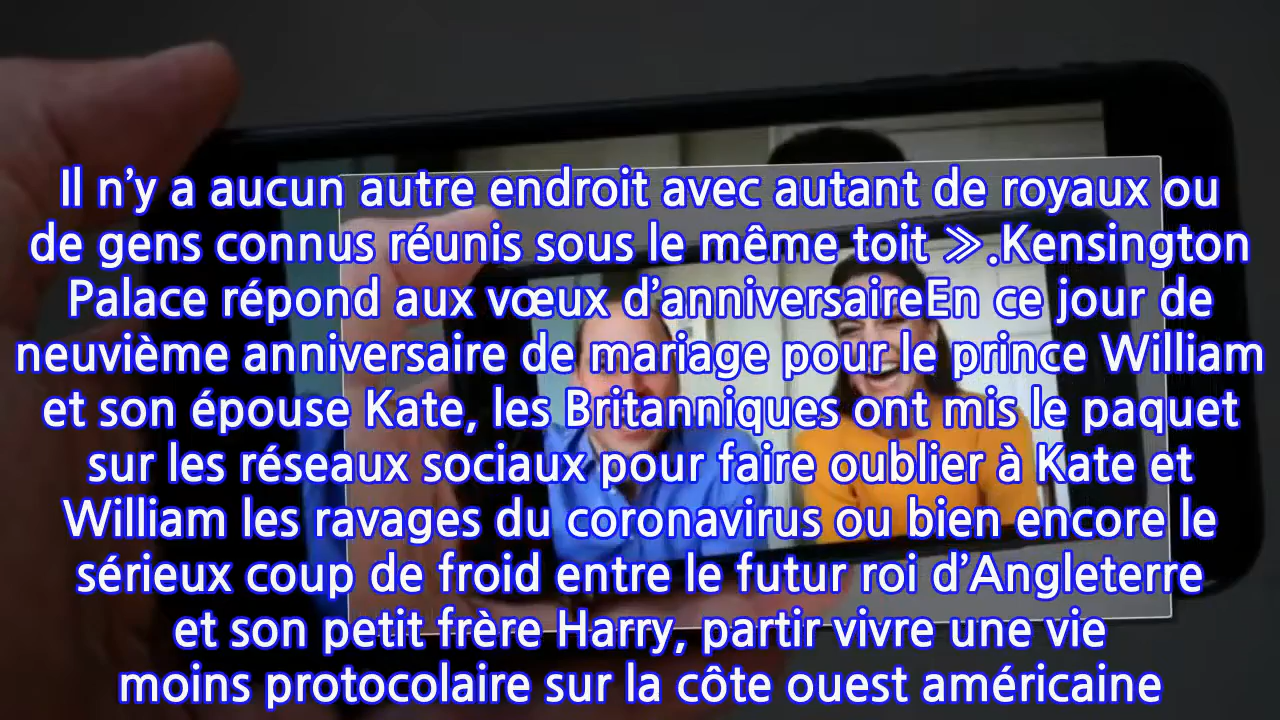 Il n’y a aucun autre endroit avec autant de royaux ou
de gens connus réunis sous le même toit ≫.Kensington
Palace répond aux vœux d’anniversaireEn ce jour de
neuvième anniversaire de mariage pour le prince William
et son épouse Kate, les Britanniques ont mis le paquet
sur les réseaux sociaux pour faire oublier à Kate et
William les ravages du coronavirus ou bien encore le
sérieux coup de froid entre le futur roi d’Angleterre
et son petit frère Harry, partir vivre une vie
moins protocolaire sur la côte ouest américaine